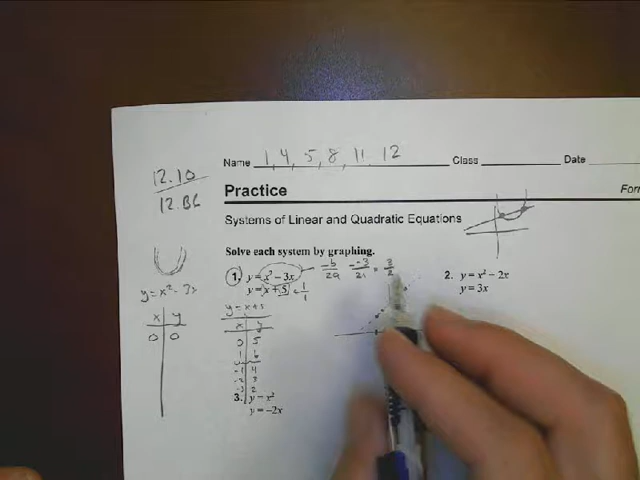 Name 1, 4, 5, 8, 11, 12 Class Date
12.10
12.BC
Practice
Systems of Linear and Quadratic Equations
Solve each system by graphing.
1. y = x² − 3x
y = x + 5
-b/2a --3/21 = 3/2
1/1
2. y = x² − 2x
y = 3x
y = x² - 3x
x y
0 0
y = x + 5
x y
0 5
1 6
-1 4
-2 3
-3 2
3. y = x²
y = −2x